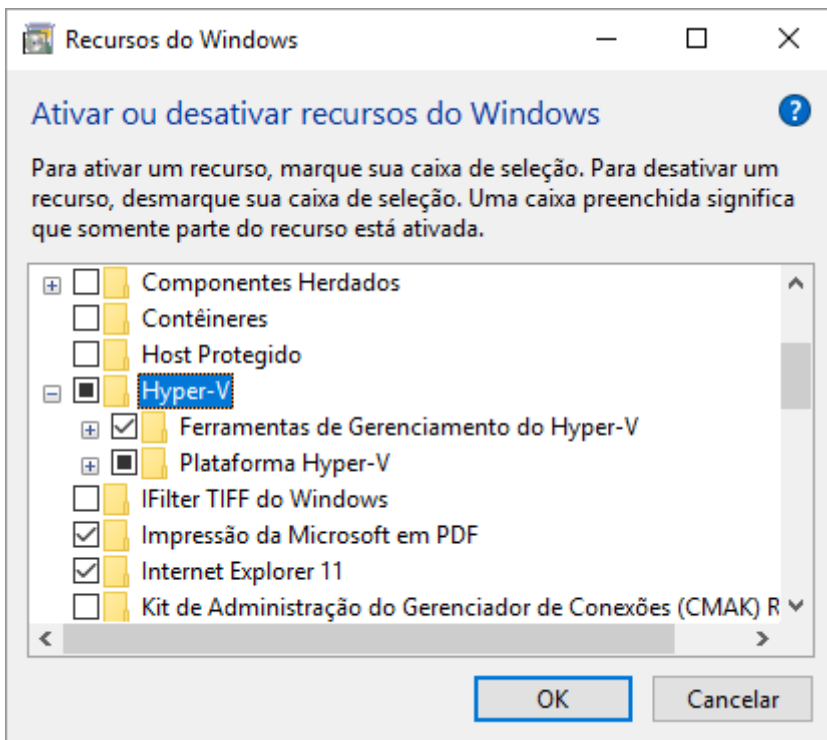 Recursos do Windows
Ativar ou desativar recursos do Windows
?
Para ativar um recurso, marque sua caixa de seleção. Para desativar um
recurso, desmarque sua caixa de seleção. Uma caixa preenchida significa
que somente parte do recurso está ativada.
Componentes Herdados
Contêineres
Host Protegido
Hyper-V
Ferramentas de Gerenciamento do Hyper-V
Plataforma Hyper-V
IFilter TIFF do Windows
Impressão da Microsoft em PDF
Internet Explorer 11
Kit de Administração do Gerenciador de Conexões (CMAK) R
OK
Cancelar